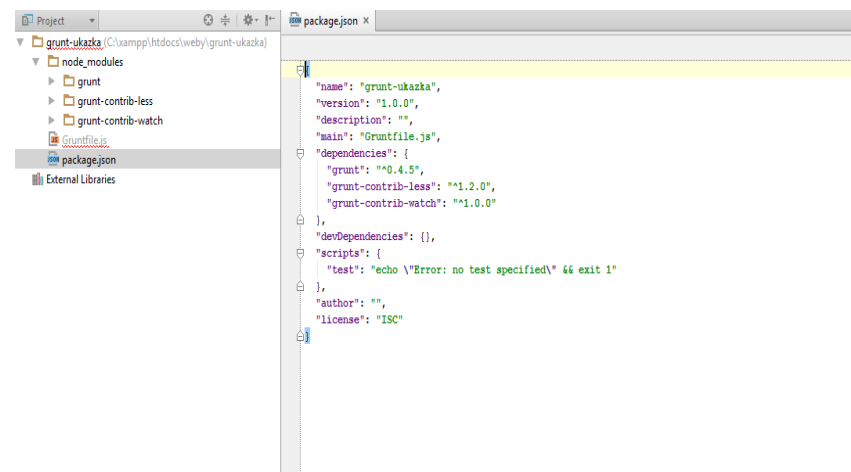 Project
package.json
grunt-ukazka (C:\xampp\htdocs\weby\grunt-ukazka)
node_modules
grunt
grunt-contrib-less
grunt-contrib-watch
Gruntfile.js
package.json
External Libraries
{
"name": "grunt-ukazka",
"version": "1.0.0",
"description": "",
"main": "Gruntfile.js",
"dependencies": {
"grunt": "^0.4.5",
"grunt-contrib-less": "^1.2.0",
"grunt-contrib-watch": "^1.0.0"
},
"devDependencies": {},
"scripts": {
"test": "echo \"Error: no test specified\" && exit 1"
},
"author": "",
"license": "ISC"
}